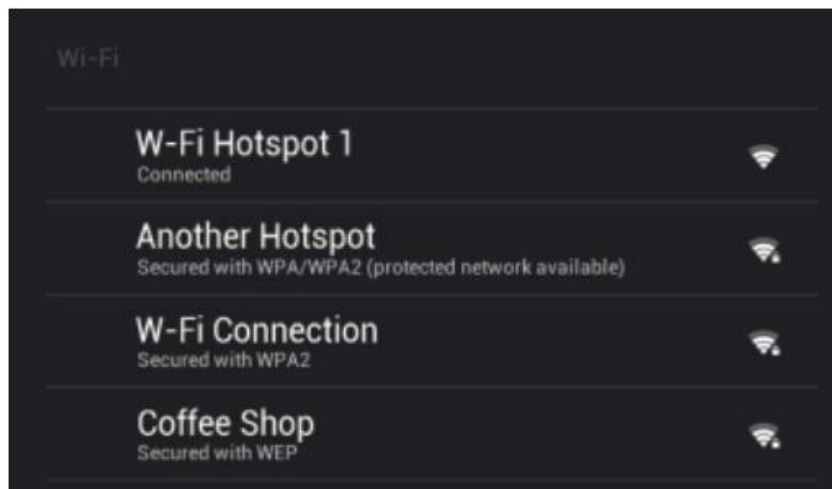 Wi-Fi
W-Fi Hotspot 1
Connected
Another Hotspot
Secured with WPA/WPA2 (protected network available)
W-Fi Connection
Secured with WPA2
Coffee Shop
Secured with WEP